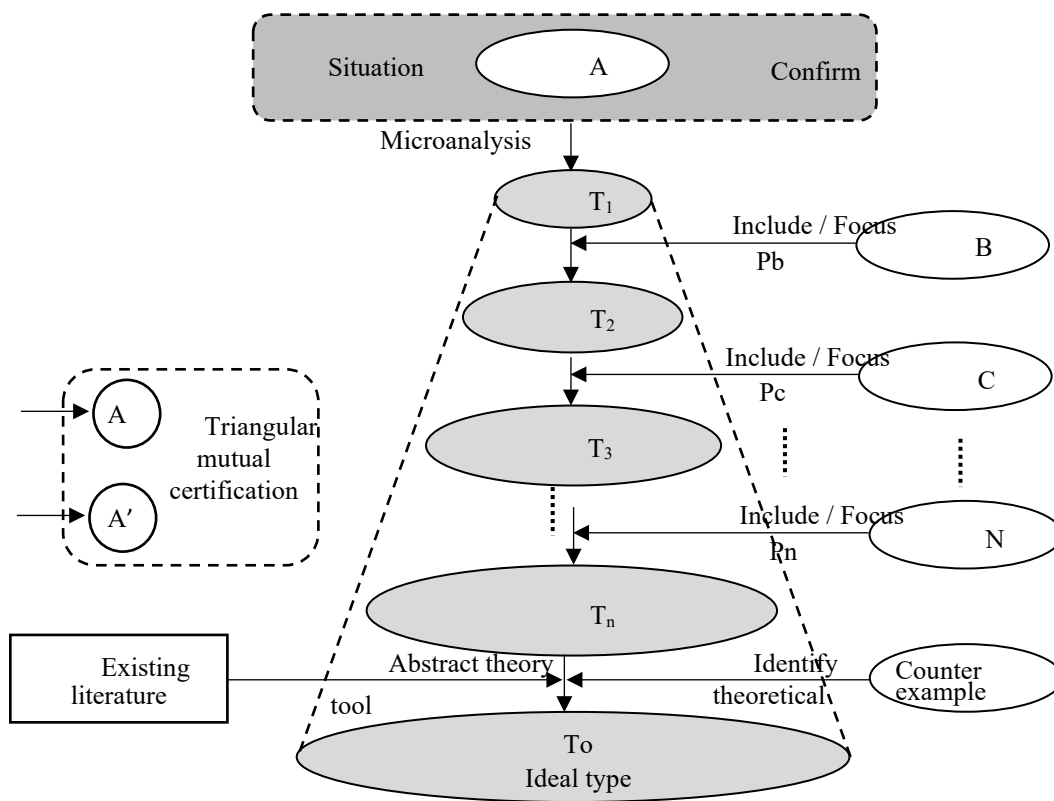 Situation
A
Confirm
Microanalysis
T1
Include / Focus
Pb
B
T2
Include / Focus
Pc
C
A
Triangular
mutual
certification
T3
A′
Include / Focus
Pn
N
Tn
Existing
literature
Abstract theory
tool
Identify
theoretical
Counter
example
To
Ideal type